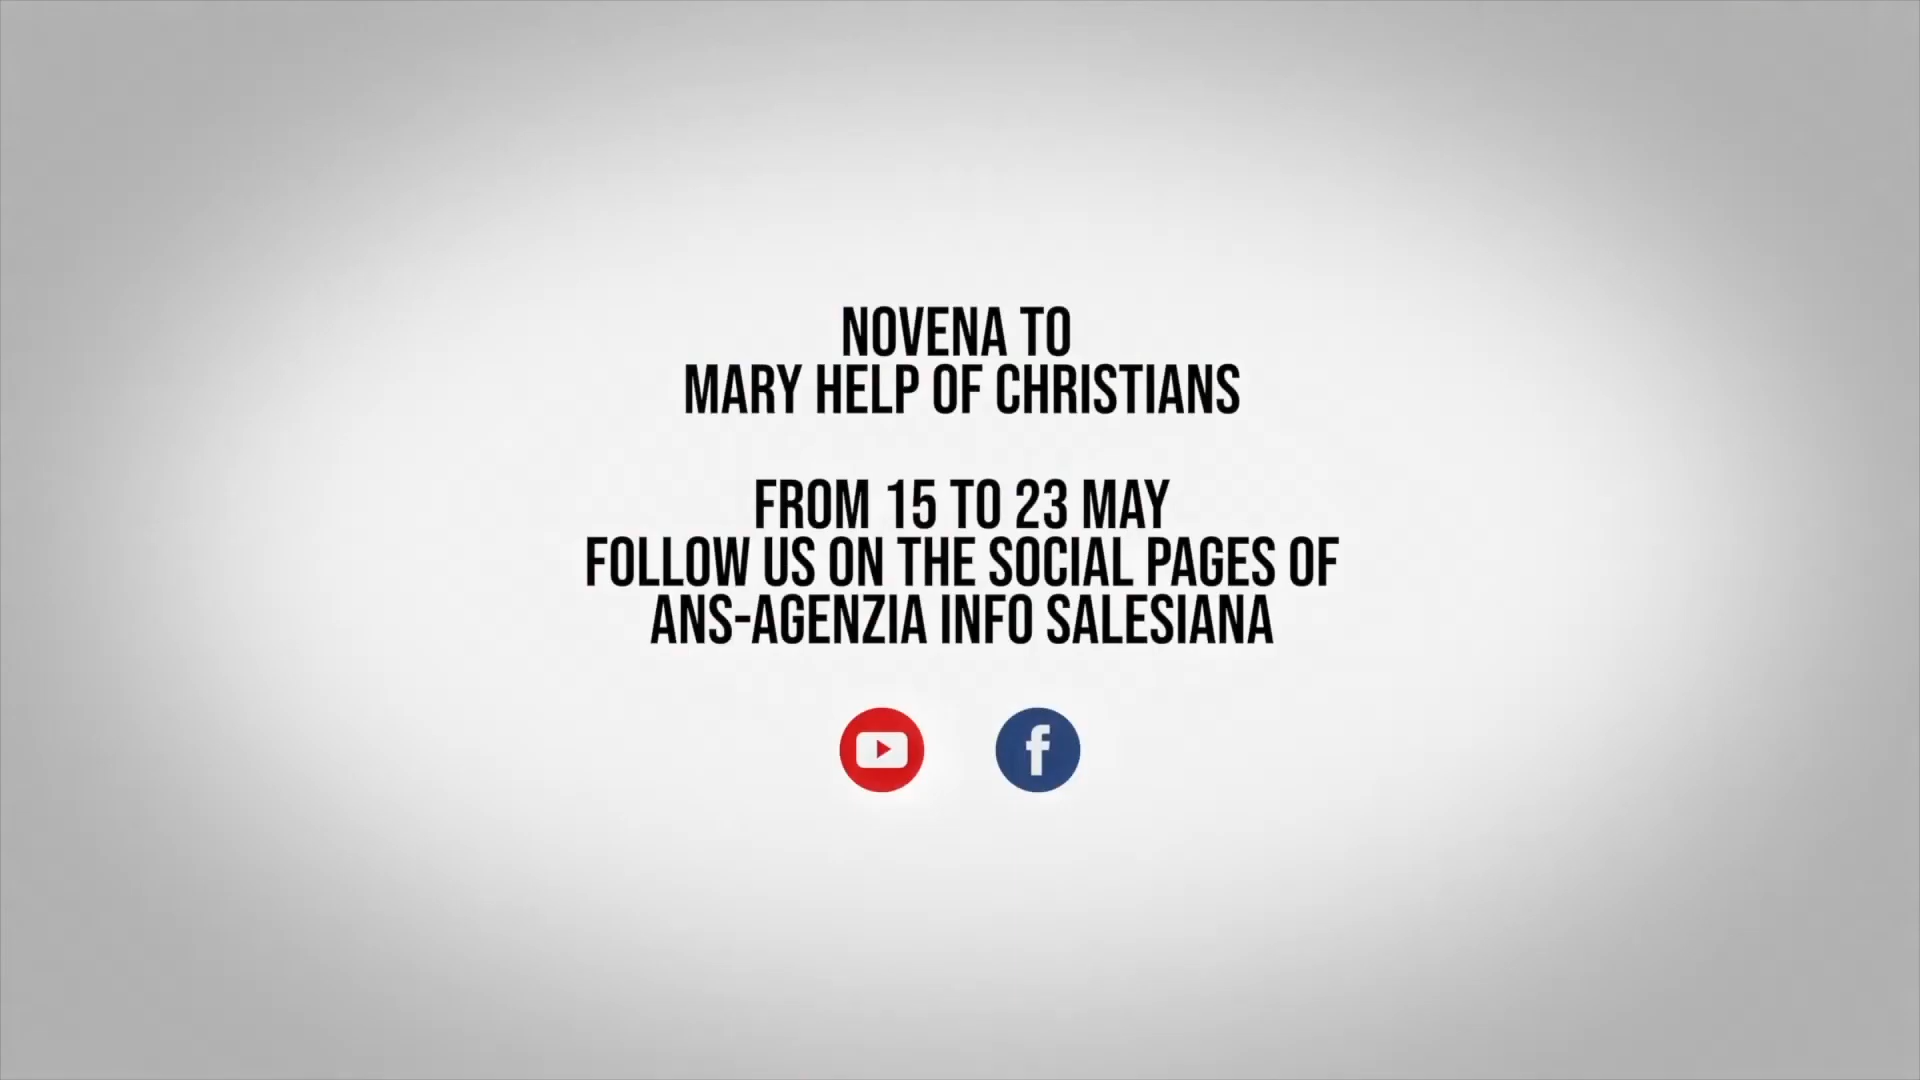 NOVENA TO
MARY HELP OF CHRISTIANS
FROM 15 TO 23 MAY
FOLLOW US ON THE SOCIAL PAGES OF
ANS-AGENZIA INFO SALESIANA